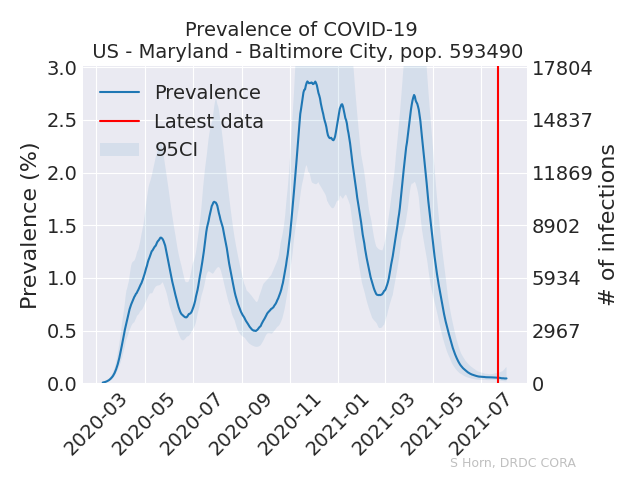 Prevalence of COVID-19
US - Maryland - Baltimore City, pop. 593490
3.0
2.5
2.0
1.5
1.0
0.5
0.0
Prevalence (%)
Prevalence
Latest data
95CI
17804
14837
11869
8902
5934
2967
0
# of infections
2020-03
2020-05
2020-07
2020-09
2020-11
2021-01
2021-03
2021-05
2021-07
S Horn, DRDC CORA